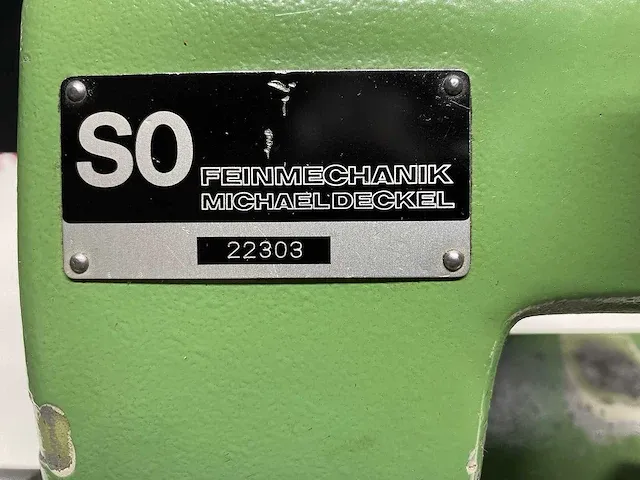 SO
FEINMECHANIK
MICHAEL DECKEL
22303